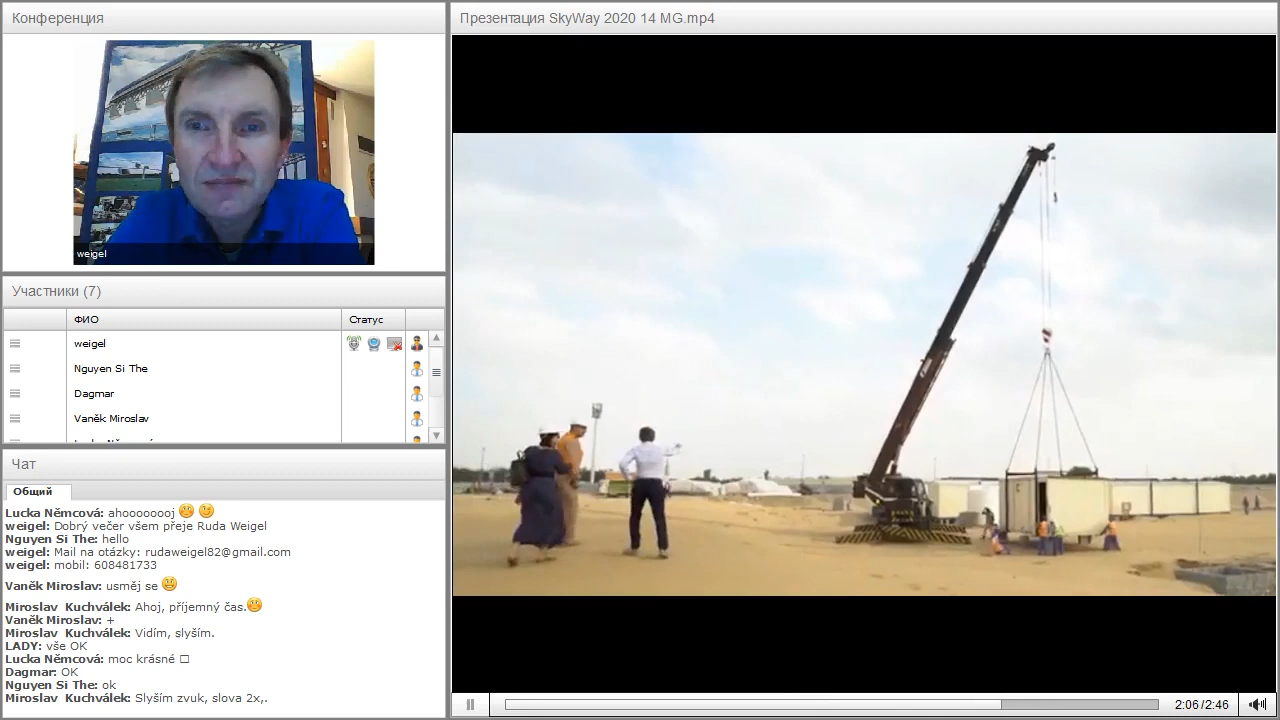 Конференция
weigel
Участники (7)
ФИО
Статус
weigel
Nguyen Si The
Dagmar
Vaněk Miroslav
Чат
Общий
Lucka Němcová: ahoooooooj
weigel: Dobrý večer všem přeje Ruda Weigel
Nguyen Si The: hello
weigel: Mail na otázky: rudaweigel82@gmail.com
weigel: mobil: 608481733
Vaněk Miroslav: usměj se
Miroslav Kuchválek: Ahoj, příjemný čas.
Vaněk Miroslav: +
Miroslav Kuchválek: Vidím, slyším.
LADY: vše OK
Lucka Němcová: moc krásné
Dagmar: OK
Nguyen Si The: ok
Miroslav Kuchválek: Slyším zvuk, slova 2x,.
Презентация SkyWay 2020 14 MG.mp4
2:06/2:46